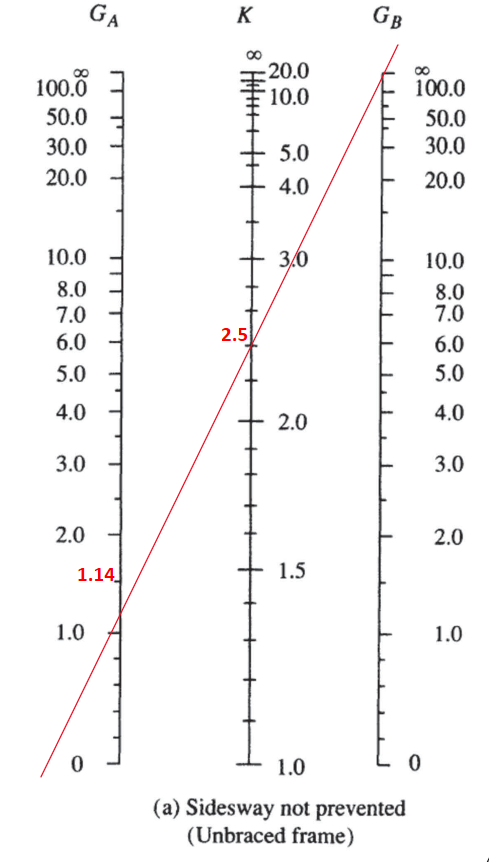 G_A K G_B
∞ ∞ ∞
100.0 20.0 100.0
50.0 10.0 50.0
30.0 5.0 30.0
20.0 4.0 20.0
10.0 3.0 10.0
8.0 8.0
7.0 7.0
6.0 2.5 6.0
5.0 5.0
4.0 2.0 4.0
3.0 3.0
2.0 2.0
1.14 1.5
1.0 1.0
0 1.0 0
(a) Sidesway not prevented
(Unbraced frame)